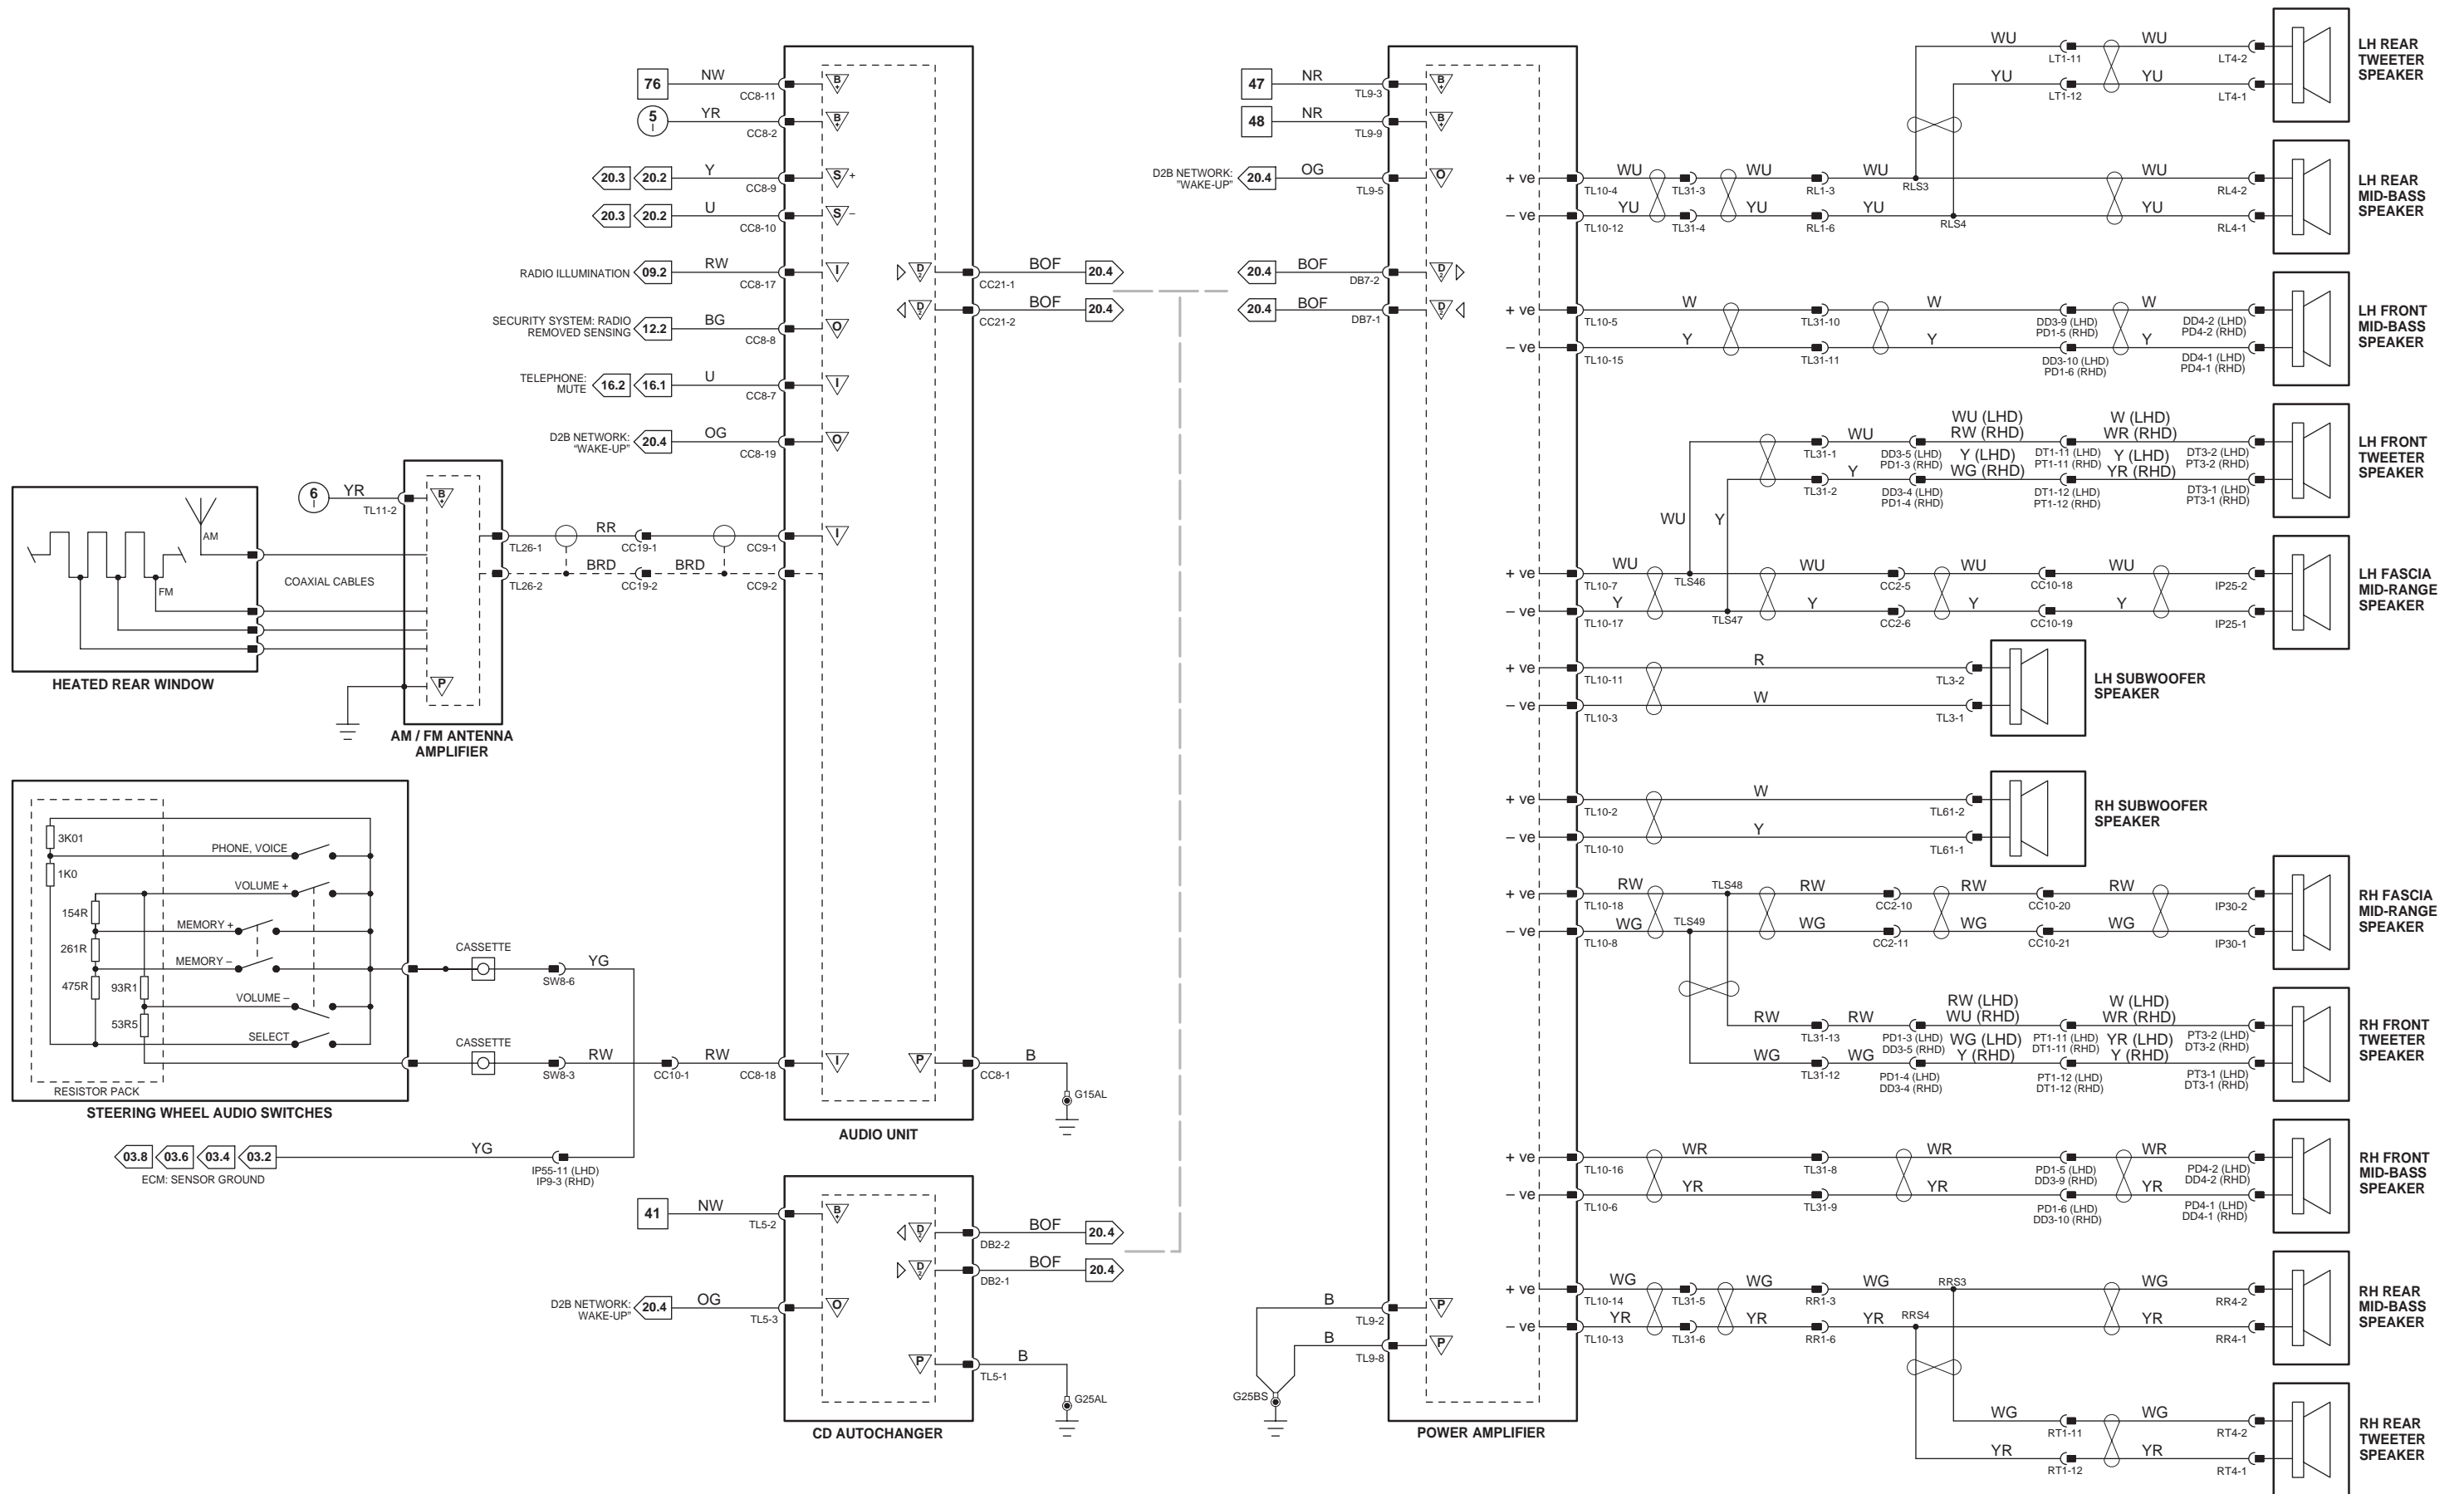 76
NW
CC8-11
B
+
5
I
YR
CC8-2
B
+
20.3
20.2
Y
CC8-9
S
+
20.3
20.2
U
CC8-10
S
–
RADIO ILLUMINATION
09.2
RW
CC8-17
I
SECURITY SYSTEM: RADIO
REMOVED SENSING
12.2
BG
CC8-8
O
TELEPHONE:
MUTE
16.2
16.1
U
CC8-7
I
D2B NETWORK:
"WAKE-UP"
20.4
OG
CC8-19
O
D
2
CC21-1
BOF
20.4
D
2
CC21-2
BOF
20.4
6
I
YR
TL11-2
B
+
AM
FM
COAXIAL CABLES
HEATED REAR WINDOW
P
AM / FM ANTENNA
AMPLIFIER
TL26-1
RR
CC19-1
CC9-1
I
TL26-2
BRD
CC19-2
BRD
CC9-2
3K01
1K0
154R
261R
475R
93R1
53R5
PHONE, VOICE
VOLUME +
MEMORY +
MEMORY –
VOLUME –
SELECT
RESISTOR PACK
STEERING WHEEL AUDIO SWITCHES
CASSETTE
SW8-6
YG
CASSETTE
SW8-3
RW
CC10-1
RW
CC8-18
I
P
CC8-1
B
G15AL
AUDIO UNIT
03.8
03.6
03.4
03.2
YG
IP55-11 (LHD)
IP9-3 (RHD)
ECM: SENSOR GROUND
41
NW
TL5-2
B
+
D
2
DB2-2
BOF
20.4
D
2
DB2-1
BOF
20.4
D2B NETWORK:
WAKE-UP"
20.4
OG
TL5-3
O
P
TL5-1
B
G25AL
CD AUTOCHANGER
47
NR
TL9-3
B
+
48
NR
TL9-9
B
+
D2B NETWORK:
"WAKE-UP"
20.4
OG
TL9-5
O
20.4
BOF
DB7-2
D
2
20.4
BOF
DB7-1
D
2
B
TL9-2
P
B
TL9-8
P
G25BS
POWER AMPLIFIER
WU
LT1-11
WU
LT4-2
YU
LT1-12
YU
LT4-1
LH REAR
TWEETER
SPEAKER
+ ve
TL10-4
WU
TL31-3
WU
RL1-3
WU
RLS3
WU
RL4-2
– ve
TL10-12
YU
TL31-4
YU
RL1-6
YU
RLS4
YU
RL4-1
LH REAR
MID-BASS
SPEAKER
+ ve
TL10-5
W
TL31-10
W
DD3-9 (LHD)
PD1-5 (RHD)
W
DD4-2 (LHD)
PD4-2 (RHD)
– ve
TL10-15
Y
TL31-11
Y
DD3-10 (LHD)
PD1-6 (RHD)
Y
DD4-1 (LHD)
PD4-1 (RHD)
LH FRONT
MID-BASS
SPEAKER
WU
TL31-1
WU
DD3-5 (LHD)
PD1-3 (RHD)
WU (LHD)
RW (RHD)
DT1-11 (LHD)
PT1-11 (RHD)
W (LHD)
WR (RHD)
DT3-2 (LHD)
PT3-2 (RHD)
Y
TL31-2
Y
DD3-4 (LHD)
PD1-4 (RHD)
Y (LHD)
WG (RHD)
DT1-12 (LHD)
PT1-12 (RHD)
Y (LHD)
YR (RHD)
DT3-1 (LHD)
PT3-1 (RHD)
LH FRONT
TWEETER
SPEAKER
+ ve
TL10-7
WU
TLS46
WU
CC2-5
WU
CC10-18
WU
IP25-2
– ve
TL10-17
Y
TLS47
Y
CC2-6
Y
CC10-19
Y
IP25-1
LH FASCIA
MID-RANGE
SPEAKER
+ ve
TL10-11
R
TL3-2
– ve
TL10-3
W
TL3-1
LH SUBWOOFER
SPEAKER
+ ve
TL10-2
W
TL61-2
– ve
TL10-10
Y
TL61-1
RH SUBWOOFER
SPEAKER
+ ve
TL10-18
RW
TLS48
RW
CC2-10
RW
CC10-20
RW
IP30-2
– ve
TL10-8
WG
TLS49
WG
CC2-11
WG
CC10-21
WG
IP30-1
RH FASCIA
MID-RANGE
SPEAKER
RW
TL31-13
RW
PD1-3 (LHD)
DD3-5 (RHD)
RW (LHD)
WU (RHD)
PT1-11 (LHD)
DT1-11 (RHD)
W (LHD)
WR (RHD)
PT3-2 (LHD)
DT3-2 (RHD)
WG
TL31-12
WG
PD1-4 (LHD)
DD3-4 (RHD)
WG (LHD)
Y (RHD)
PT1-12 (LHD)
DT1-12 (RHD)
YR (LHD)
Y (RHD)
PT3-1 (LHD)
DT3-1 (RHD)
RH FRONT
TWEETER
SPEAKER
+ ve
TL10-16
WR
TL31-8
WR
PD1-5 (LHD)
DD3-9 (RHD)
WR
PD4-2 (LHD)
DD4-2 (RHD)
– ve
TL10-6
YR
TL31-9
YR
PD1-6 (LHD)
DD3-10 (RHD)
YR
PD4-1 (LHD)
DD4-1 (RHD)
RH FRONT
MID-BASS
SPEAKER
+ ve
TL10-14
WG
TL31-5
WG
RR1-3
WG
RRS3
WG
RR4-2
– ve
TL10-13
YR
TL31-6
YR
RR1-6
YR
RRS4
YR
RR4-1
RH REAR
MID-BASS
SPEAKER
WG
RT1-11
WG
RT4-2
YR
RT1-12
YR
RT4-1
RH REAR
TWEETER
SPEAKER